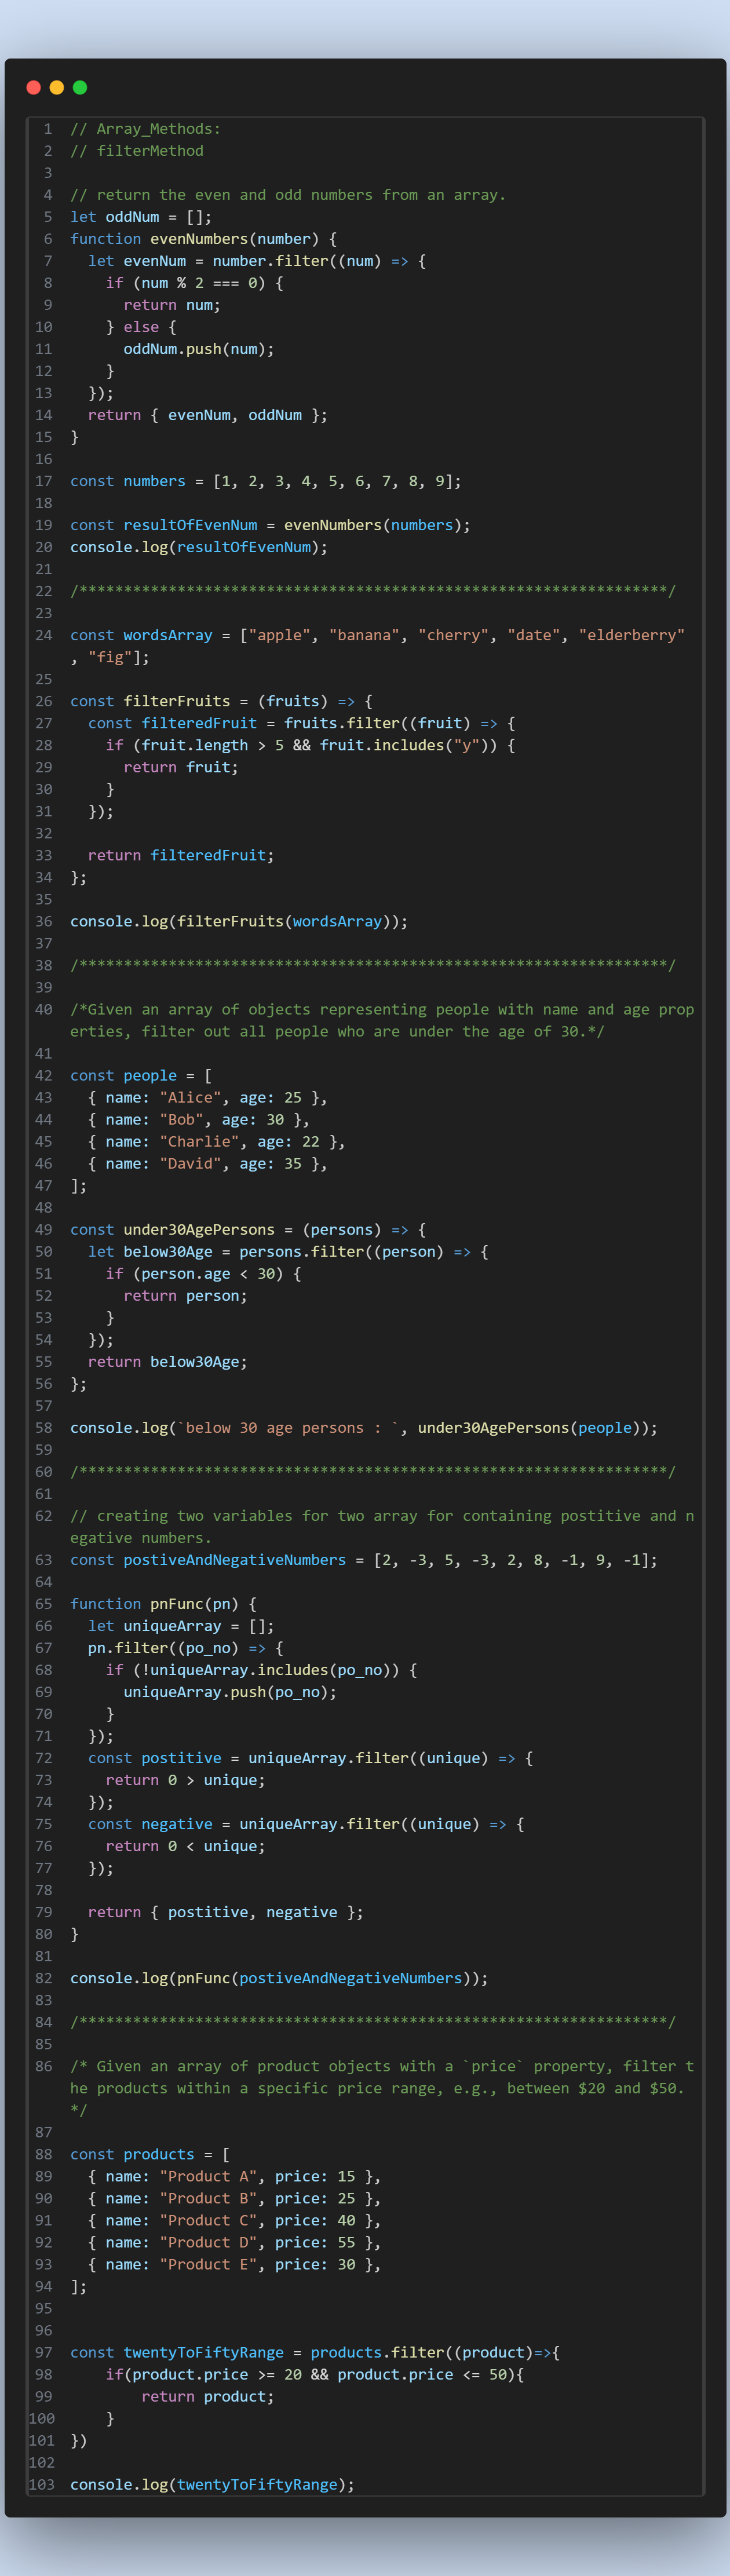 1 // Array_Methods:
2 // filterMethod
3
4 // return the even and odd numbers from an array.
5 let oddNum = [];
6 function evenNumbers(number) {
7   let evenNum = number.filter((num) => {
8     if (num % 2 === 0) {
9       return num;
10     } else {
11       oddNum.push(num);
12     }
13   });
14   return { evenNum, oddNum };
15 }
16
17 const numbers = [1, 2, 3, 4, 5, 6, 7, 8, 9];
18
19 const resultOfEvenNum = evenNumbers(numbers);
20 console.log(resultOfEvenNum);
21
22 /******************************************************************/
23
24 const wordsArray = ["apple", "banana", "cherry", "date", "elderberry"
, "fig"];
25
26 const filterFruits = (fruits) => {
27   const filteredFruit = fruits.filter((fruit) => {
28     if (fruit.length > 5 && fruit.includes("y")) {
29       return fruit;
30     }
31   });
32
33   return filteredFruit;
34 };
35
36 console.log(filterFruits(wordsArray));
37
38 /******************************************************************/
39
40 /*Given an array of objects representing people with name and age prop
erties, filter out all people who are under the age of 30.*/
41
42 const people = [
43   { name: "Alice", age: 25 },
44   { name: "Bob", age: 30 },
45   { name: "Charlie", age: 22 },
46   { name: "David", age: 35 },
47 ];
48
49 const under30AgePersons = (persons) => {
50   let below30Age = persons.filter((person) => {
51     if (person.age < 30) {
52       return person;
53     }
54   });
55   return below30Age;
56 };
57
58 console.log(`below 30 age persons : `, under30AgePersons(people));
59
60 /******************************************************************/
61
62 // creating two variables for two array for containing postitive and n
egative numbers.
63 const postiveAndNegativeNumbers = [2, -3, 5, -3, 2, 8, -1, 9, -1];
64
65 function pnFunc(pn) {
66   let uniqueArray = [];
67   pn.filter((po_no) => {
68     if (!uniqueArray.includes(po_no)) {
69       uniqueArray.push(po_no);
70     }
71   });
72   const postitive = uniqueArray.filter((unique) => {
73     return 0 > unique;
74   });
75   const negative = uniqueArray.filter((unique) => {
76     return 0 < unique;
77   });
78
79   return { postitive, negative };
80 }
81
82 console.log(pnFunc(postiveAndNegativeNumbers));
83
84 /******************************************************************/
85
86 /* Given an array of product objects with a `price` property, filter t
he products within a specific price range, e.g., between $20 and $50.
*/
87
88 const products = [
89   { name: "Product A", price: 15 },
90   { name: "Product B", price: 25 },
91   { name: "Product C", price: 40 },
92   { name: "Product D", price: 55 },
93   { name: "Product E", price: 30 },
94 ];
95
96
97 const twentyToFiftyRange = products.filter((product)=>{
98     if(product.price >= 20 && product.price <= 50){
99         return product;
100     }
101 })
102
103 console.log(twentyToFiftyRange);